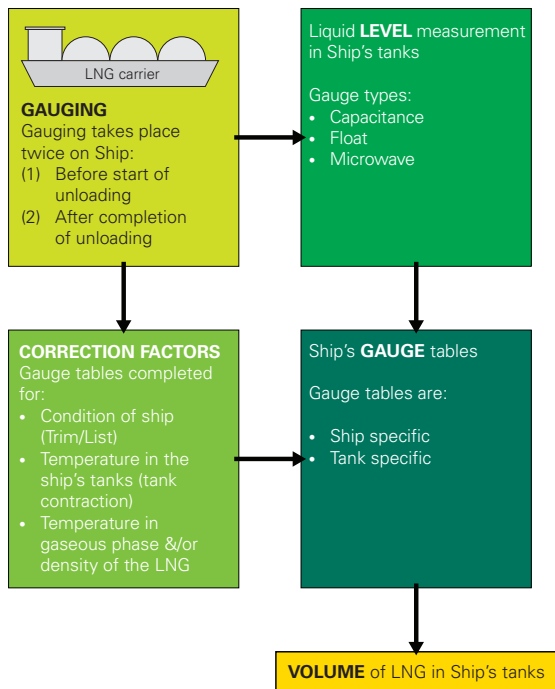 LNG carrier
GAUGING
Gauging takes place
twice on Ship:
(1) Before start of
unloading
(2) After completion
of unloading
Liquid LEVEL measurement
in Ship's tanks
Gauge types:
• Capacitance
• Float
• Microwave
CORRECTION FACTORS
Gauge tables completed
for:
• Condition of ship
(Trim/List)
• Temperature in the
ship's tanks (tank
contraction)
• Temperature in
gaseous phase &/or
density of the LNG
Ship's GAUGE tables
Gauge tables are:
• Ship specific
• Tank specific
VOLUME of LNG in Ship's tanks